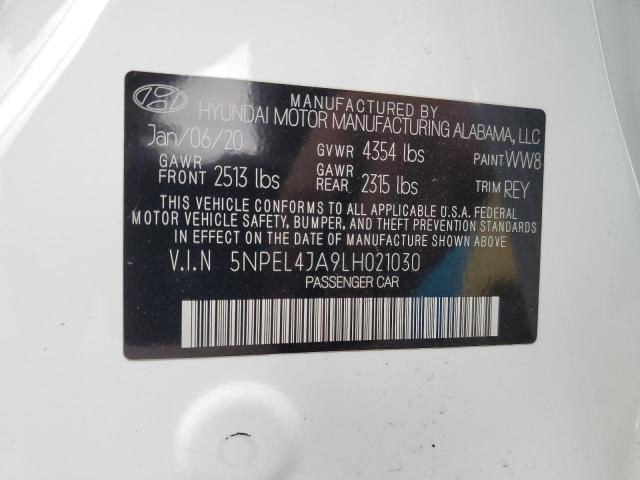 MANUFACTURED BY
HYUNDAI MOTOR MANUFACTURING ALABAMA, LLC
Jan/06/20 GVWR 4354 lbs PAINT WW8
GAWR FRONT 2513 lbs GAWR REAR 2315 lbs TRIM REY
THIS VEHICLE CONFORMS TO ALL APPLICABLE U.S.A. FEDERAL
MOTOR VEHICLE SAFETY, BUMPER, AND THEFT PREVENTION STANDARDS
IN EFFECT ON THE DATE OF MANUFACTURE SHOWN ABOVE.
V.I.N 5NPEL4JA9LH021030
PASSENGER CAR